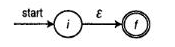 start i ε f